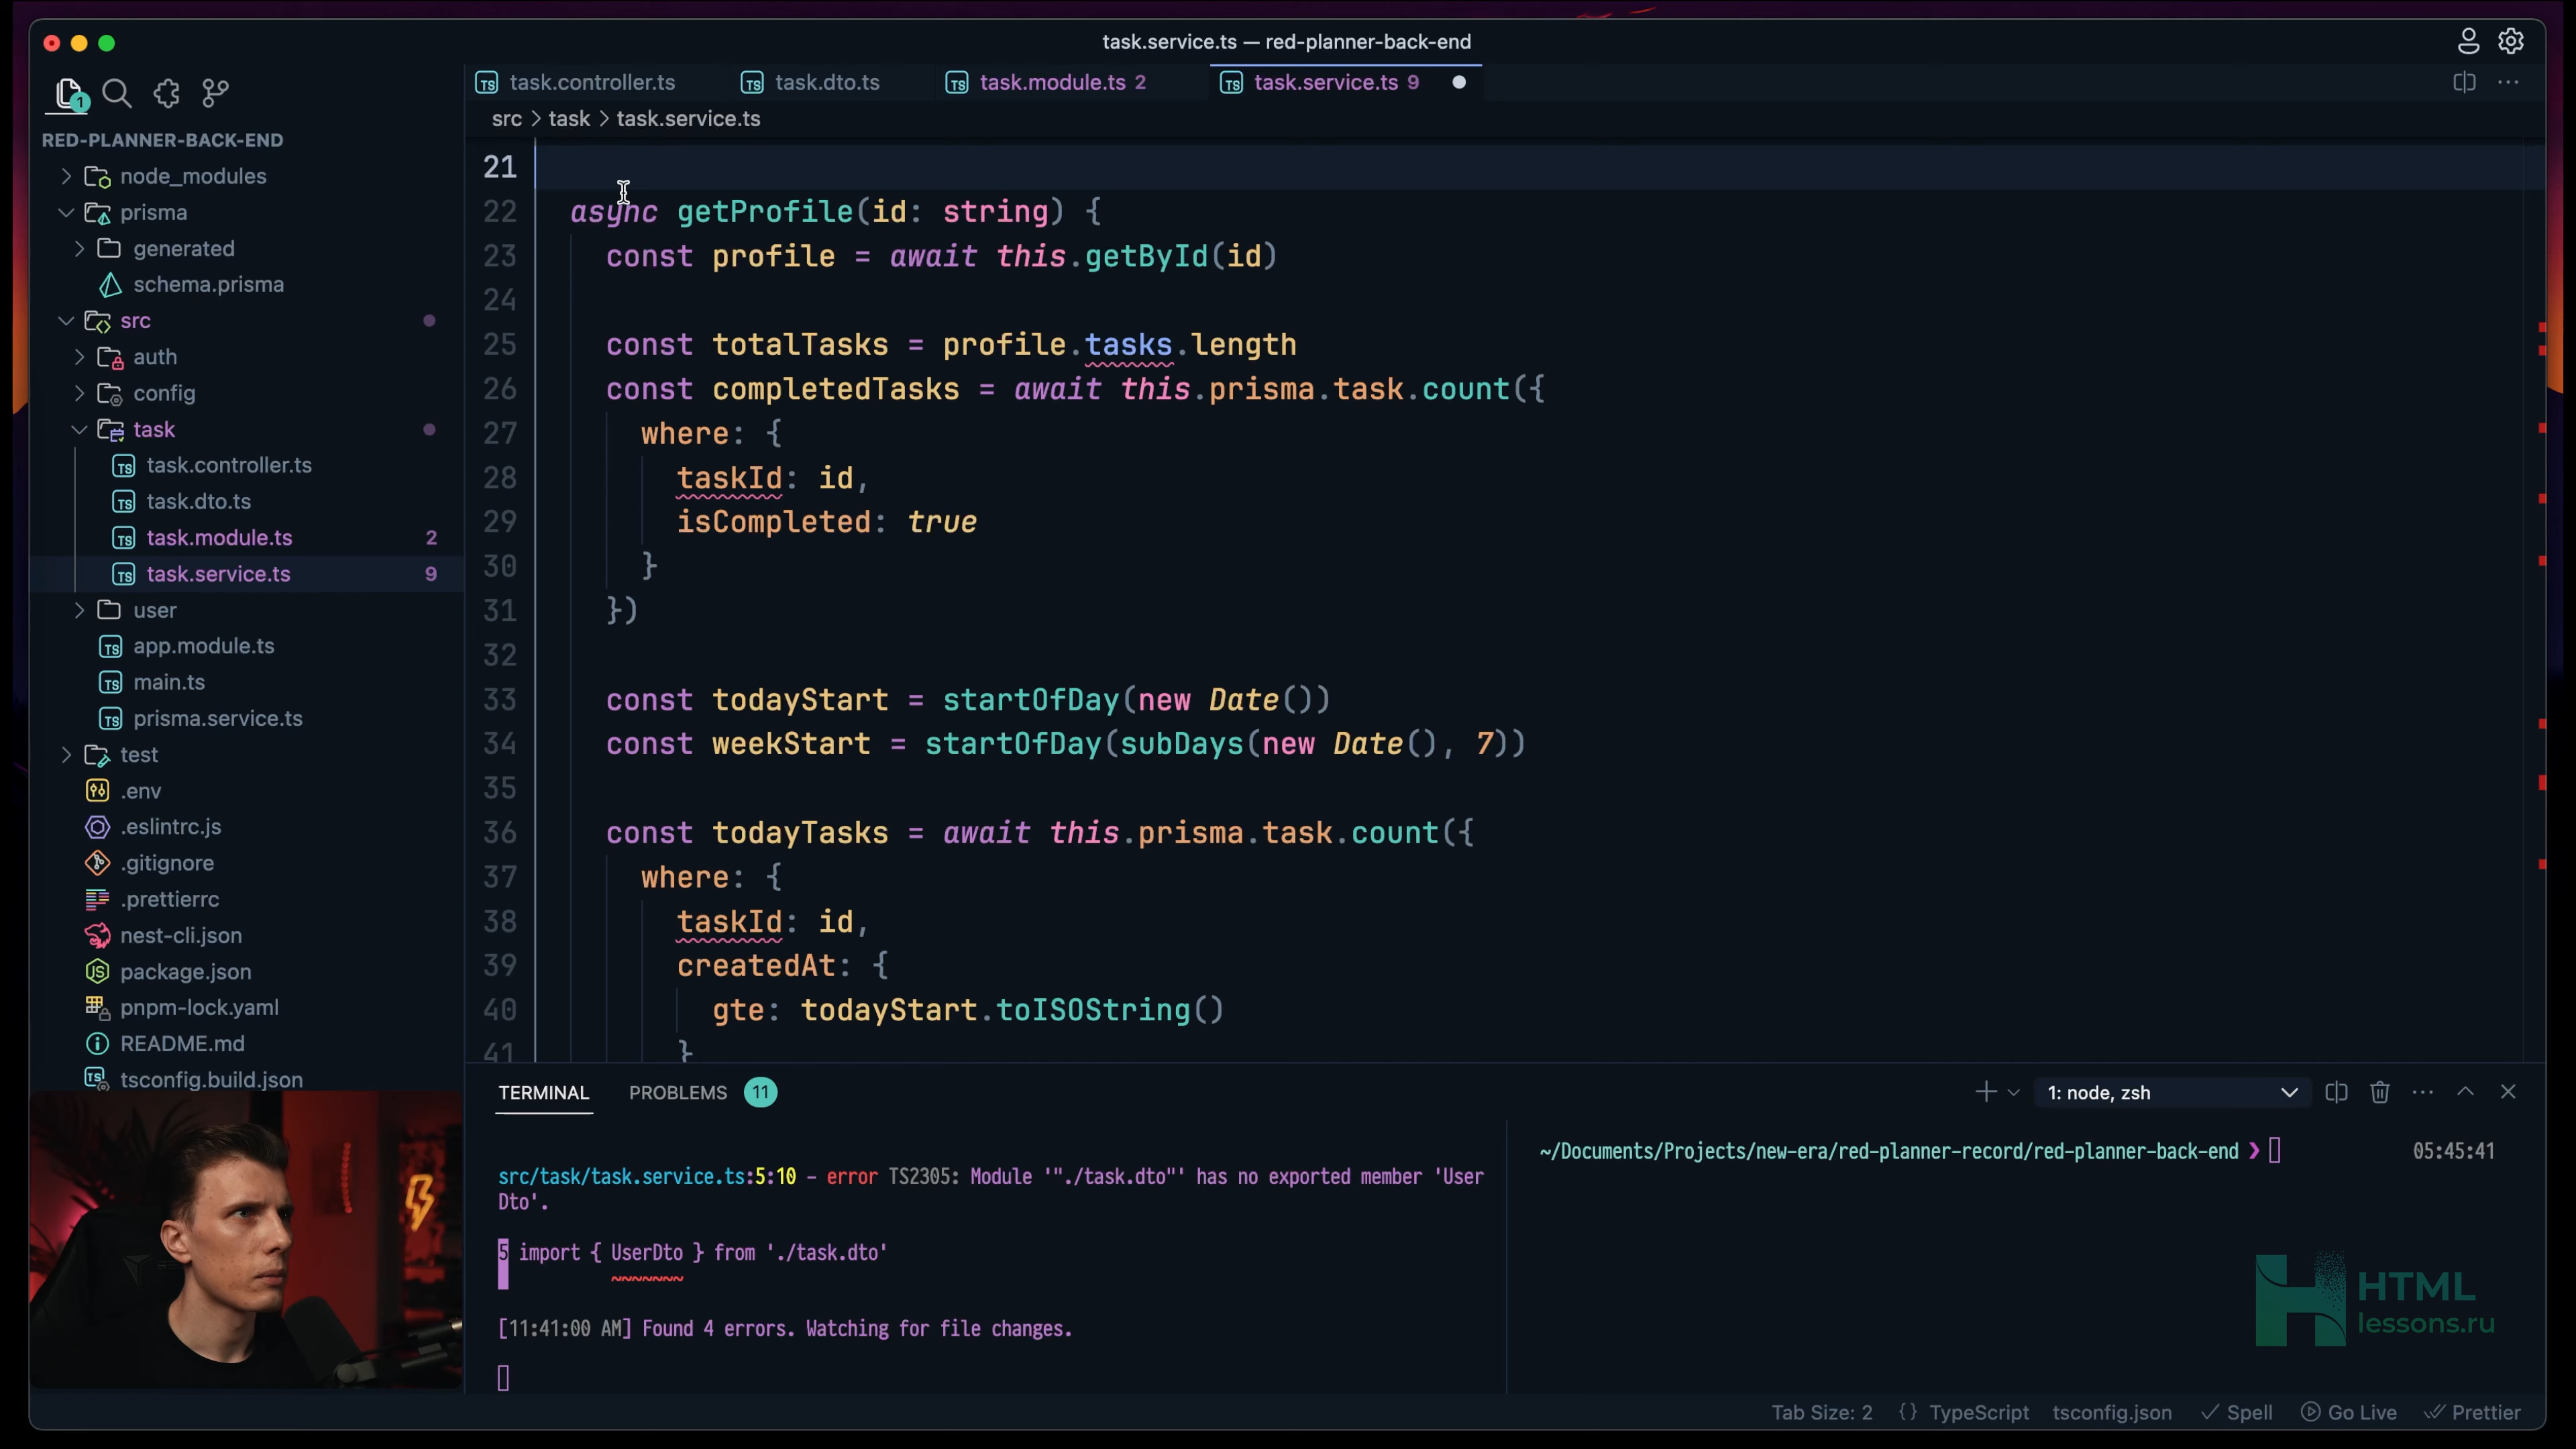 task.service.ts — red-planner-back-end
1
RED-PLANNER-BACK-END
node_modules
prisma
generated
schema.prisma
src
auth
config
task
task.controller.ts
task.dto.ts
task.module.ts 2
task.service.ts 9
user
app.module.ts
main.ts
prisma.service.ts
test
.env
.eslintrc.js
.gitignore
.prettierrc
nest-cli.json
package.json
pnpm-lock.yaml
README.md
tsconfig.build.json
task.controller.ts task.dto.ts task.module.ts 2 task.service.ts 9
src > task > task.service.ts
21
22 async getProfile(id: string) {
23 const profile = await this.getById(id)
24
25 const totalTasks = profile.tasks.length
26 const completedTasks = await this.prisma.task.count({
27 where: {
28 taskId: id,
29 isCompleted: true
30 }
31 })
32
33 const todayStart = startOfDay(new Date())
34 const weekStart = startOfDay(subDays(new Date(), 7))
35
36 const todayTasks = await this.prisma.task.count({
37 where: {
38 taskId: id,
39 createdAt: {
40 gte: todayStart.toISOString()
41 }
TERMINAL PROBLEMS 11
1: node, zsh
src/task/task.service.ts:5:10 - error TS2305: Module '"./task.dto"' has no exported member 'User
Dto'.
5 import { UserDto } from './task.dto'
~~~~~~~
[11:41:00 AM] Found 4 errors. Watching for file changes.
~/Documents/Projects/new-era/red-planner-record/red-planner-back-end ❯ 05:45:41
HTML
lessons.ru
Tab Size: 2 {} TypeScript tsconfig.json Spell Go Live Prettier